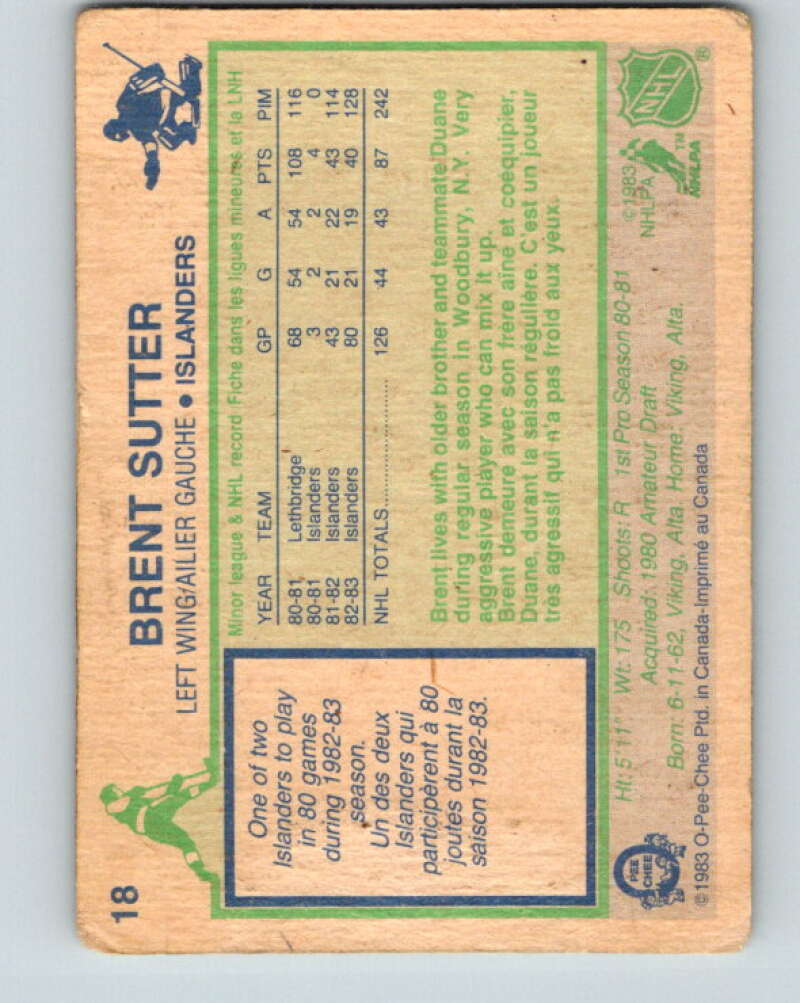 18
BRENT SUTTER
LEFT WING/AILIER GAUCHE • ISLANDERS
One of two
Islanders to play
in 80 games
during 1982-83
season.
Un des deux
Islanders qui
participèrent à 80
joutes durant la
saison 1982-83.
Minor league & NHL record Fiche dans les ligues mineures et la LNH
YEAR TEAM GP G A PTS PIM
80-81 Lethbridge 68 54 54 108 116
80-81 Islanders 3 2 2 4 0
81-82 Islanders 43 21 22 43 114
82-83 Islanders 80 21 19 40 128
NHL TOTALS 126 44 43 87 242
Brent lives with older brother and teammate Duane
during regular season in Woodbury, N.Y. Very
aggressive player who can mix it up.
Brent demeure avec son frère aîné et coéquipier,
Duane, durant la saison régulière. C'est un joueur
très agressif qui n'a pas froid aux yeux.
Ht: 5'11" Wt: 175 Shoots: R 1st Pro Season 80-81
Acquired: 1980 Amateur Draft
Born: 6-11-62, Viking, Alta. Home: Viking, Alta.
©1983 O-Pee-Chee Ptd. in Canada-Imprimé au Canada
O PEE CHEE
©1983
NHLPA
NHL ®
NHLPA ™